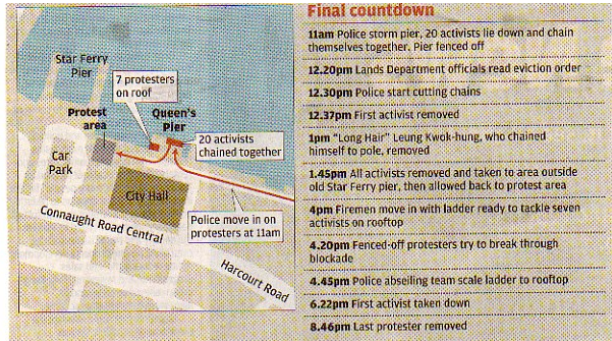 Star Ferry
Pier
7 protesters
on roof
Protest
area
Queen's
Pier
20 activists
chained together
Car
Park
City Hall
Police move in on
protesters at 11am
Connaught Road Central
Harcourt Road
Final countdown
11am Police storm pier, 20 activists lie down and chain
themselves together. Pier fenced off
12.20pm Lands Department officials read eviction order
12.30pm Police start cutting chains
12.37pm First activist removed
1pm "Long Hair" Leung Kwok-hung, who chained
himself to pole, removed
1.45pm All activists removed and taken to area outside
old Star Ferry pier, then allowed back to protest area
4pm Firemen move in with ladder ready to tackle seven
activists on rooftop
4.20pm Fenced-off protesters try to break through
blockade
4.45pm Police abseiling team scale ladder to rooftop
6.22pm First activist taken down
8.46pm Last protester removed